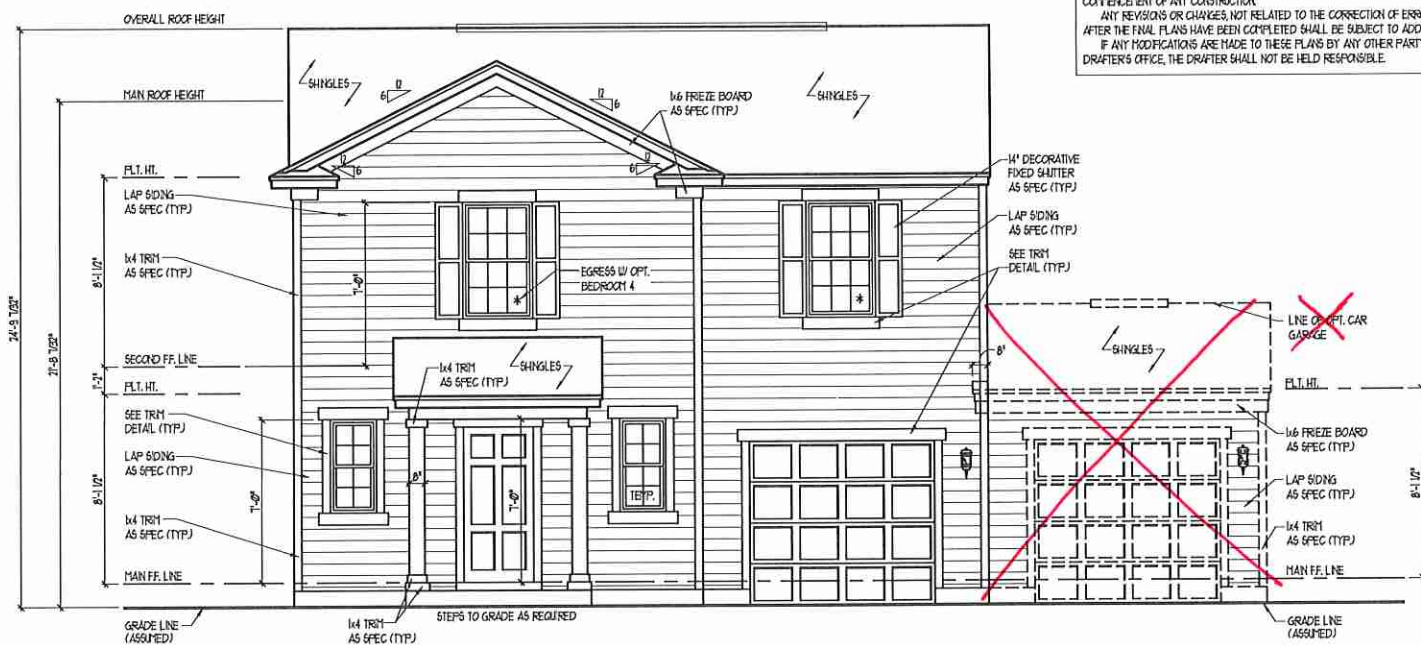 COMMENCEMENT OF ANY CONSTRUCTION.
ANY REVISIONS OR CHANGES, NOT RELATED TO THE CORRECTION OF
AFTER THE FINAL PLANS HAVE BEEN COMPLETED SHALL BE SUBJECT TO
IF ANY MODIFICATIONS ARE MADE TO THESE PLANS BY ANY OTHER PARTY
DRAFTER'S OFFICE, THE DRAFTER SHALL NOT BE HELD RESPONSIBLE.
OVERALL ROOF HEIGHT
MAIN ROOF HEIGHT
SHINGLES
12
6
12
6
1x6 FRIEZE BOARD
AS SPEC (TYP.)
SHINGLES
12
6
12
6
PLT. HT.
LAP SIDING
AS SPEC (TYP.)
14" DECORATIVE
FIXED SHUTTER
AS SPEC (TYP.)
LAP SIDING
AS SPEC (TYP.)
1x4 TRIM
AS SPEC (TYP.)
SEE TRIM
DETAIL (TYP.)
8'-1 1/2"
7'-0"
EGRESS W/ OPT.
BEDROOM 4
*
*
24'-9 7/32"
21'-8 7/32"
LINE OF OPT. CAR
GARAGE
SECOND F.F. LINE
SHINGLES
1x4 TRIM
AS SPEC (TYP.)
8"
SHINGLES
1'-2"
PLT. HT.
PLT. HT.
SEE TRIM
DETAIL (TYP.)
1x6 FRIEZE BOARD
AS SPEC (TYP.)
LAP SIDING
AS SPEC (TYP.)
8'-1 1/2"
7'-0"
8"
7'-0"
TEMP.
LAP SIDING
AS SPEC (TYP.)
8'-1 1/2"
1x4 TRIM
AS SPEC (TYP.)
1x4 TRIM
AS SPEC (TYP.)
MAIN F.F. LINE
MAIN F.F. LINE
GRADE LINE
(ASSUMED)
1x4 TRIM
AS SPEC (TYP.)
STEPS TO GRADE AS REQUIRED
GRADE LINE
(ASSUMED)